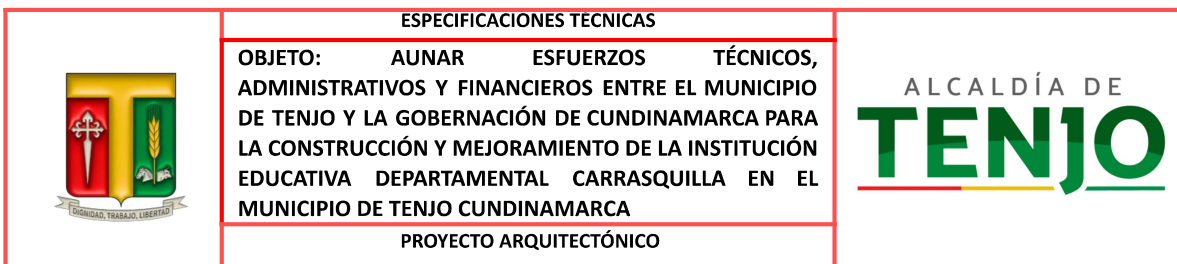 ESPECIFICACIONES TÉCNICAS
OBJETO: AUNAR ESFUERZOS TÉCNICOS,
ADMINISTRATIVOS Y FINANCIEROS ENTRE EL MUNICIPIO
DE TENJO Y LA GOBERNACIÓN DE CUNDINAMARCA PARA
LA CONSTRUCCIÓN Y MEJORAMIENTO DE LA INSTITUCIÓN
EDUCATIVA DEPARTAMENTAL CARRASQUILLA EN EL
MUNICIPIO DE TENJO CUNDINAMARCA
PROYECTO ARQUITECTÓNICO
DIGNIDAD, TRABAJO, LIBERTAD
ALCALDÍA DE
TENJO